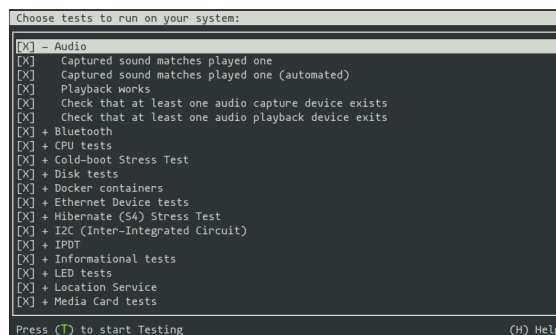 Choose tests to run on your system:
[X] - Audio
[X] Captured sound matches played one
[X] Captured sound matches played one (automated)
[X] Playback works
[X] Check that at least one audio capture device exists
[X] Check that at least one audio playback device exits
[X] + Bluetooth
[X] + CPU tests
[X] + Cold-boot Stress Test
[X] + Disk tests
[X] + Docker containers
[X] + Ethernet Device tests
[X] + Hibernate (S4) Stress Test
[X] + I2C (Inter-Integrated Circuit)
[X] + IPDT
[X] + Informational tests
[X] + LED tests
[X] + Location Service
[X] + Media Card tests
Press (T) to start Testing (H) Help